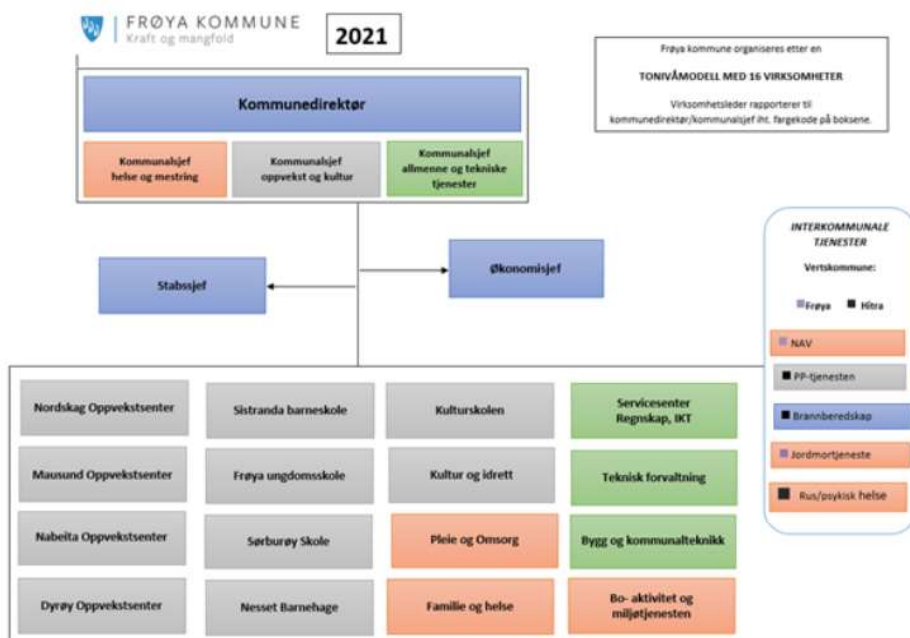 FRØYA KOMMUNE
Kraft og mangfold
2021
Frøya kommune organiseres etter en
TONIVÅMODELL MED 16 VIRKSOMHETER
Virksomhetsleder rapporterer til
kommunedirektør/kommunalsjef iht. fargekode på boksene.
Kommunedirektør
Kommunalsjef
helse og mestring
Kommunalsjef
oppvekst og kultur
Kommunalsjef
allmenne og tekniske
tjenester
Stabssjef
Økonomisjef
INTERKOMMUNALE
TJENESTER
Vertskommune:
Frøya Hitra
NAV
PP-tjenesten
Brannberedskap
Jordmortjeneste
Rus/psykisk helse
Nordskag Oppvekstsenter
Sistranda barneskole
Kulturskolen
Servicesenter
Regnskap, IKT
Mausund Oppvekstsenter
Frøya ungdomsskole
Kultur og idrett
Teknisk forvaltning
Nabeita Oppvekstsenter
Sørburøy Skole
Pleie og Omsorg
Bygg og kommunalteknikk
Dyrøy Oppvekstsenter
Nesset Barnehage
Familie og helse
Bo- aktivitet og
miljøtjenesten